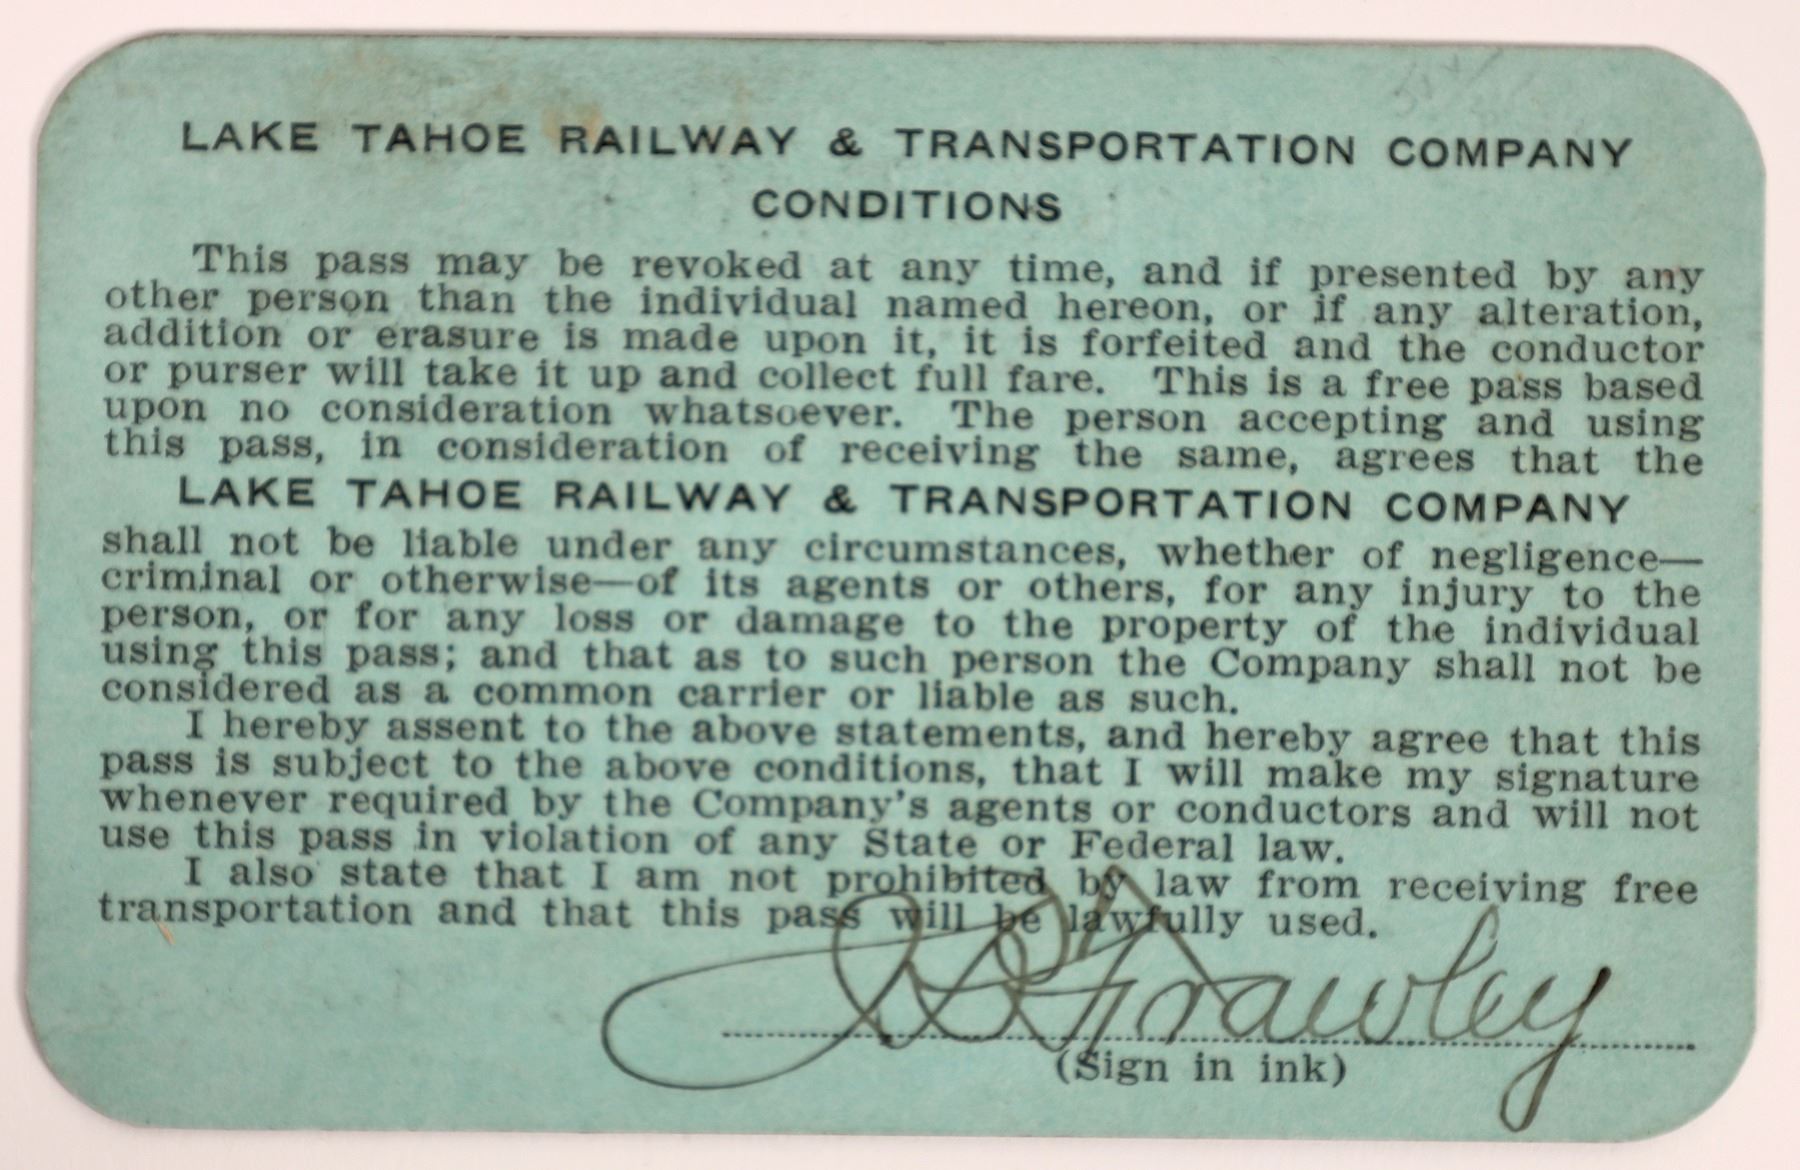 LAKE TAHOE RAILWAY & TRANSPORTATION COMPANY
CONDITIONS
This pass may be revoked at any time, and if presented by any
other person than the individual named hereon, or if any alteration,
addition or erasure is made upon it, it is forfeited and the conductor
or purser will take it up and collect full fare. This is a free pass based
upon no consideration whatsoever. The person accepting and using
this pass, in consideration of receiving the same, agrees that the
LAKE TAHOE RAILWAY & TRANSPORTATION COMPANY
shall not be liable under any circumstances, whether of negligence—
criminal or otherwise—of its agents or others, for any injury to the
person, or for any loss or damage to the property of the individual
using this pass; and that as to such person the Company shall not be
considered as a common carrier or liable as such.
I hereby assent to the above statements, and hereby agree that this
pass is subject to the above conditions, that I will make my signature
whenever required by the Company's agents or conductors and will not
use this pass in violation of any State or Federal law.
I also state that I am not prohibited by law from receiving free
transportation and that this pass will be lawfully used.
Frawley
(Sign in ink)